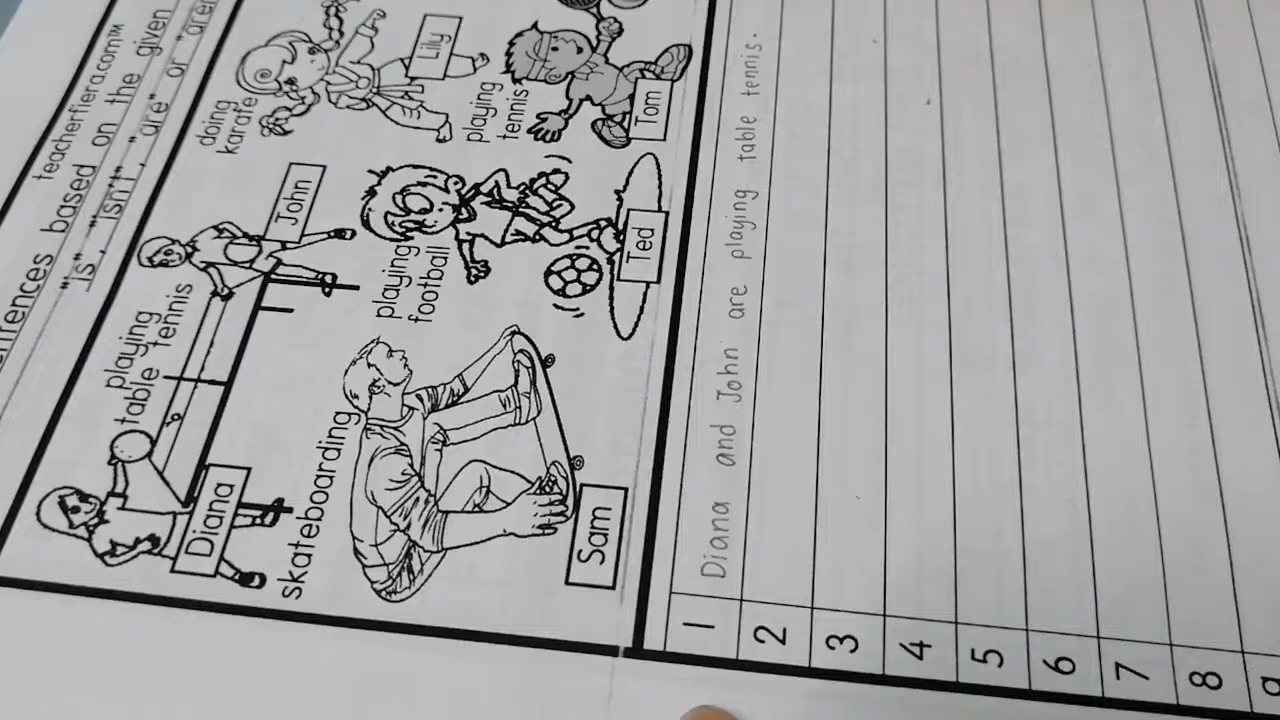 teacherfiera.com™
sentences based on the given
"is", "isn't", "are" or "aren
playing
table tennis
Diana
John
doing
karate
Lily
skateboarding
Sam
playing
football
Ted
playing
tennis
Tom
1 Diana and John are playing table tennis.
2
3
4
5
6
7
8
9